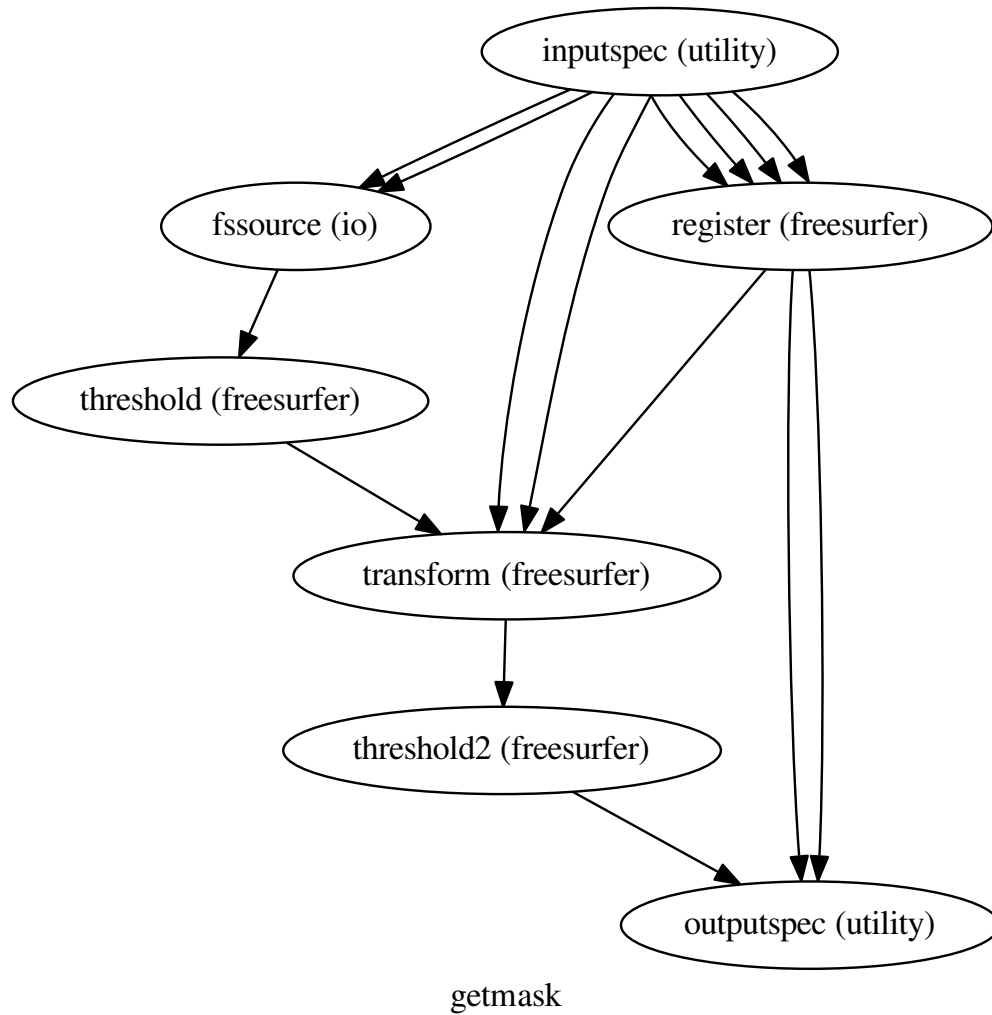 inputspec (utility)
fssource (io)
register (freesurfer)
threshold (freesurfer)
transform (freesurfer)
threshold2 (freesurfer)
outputspec (utility)
getmask